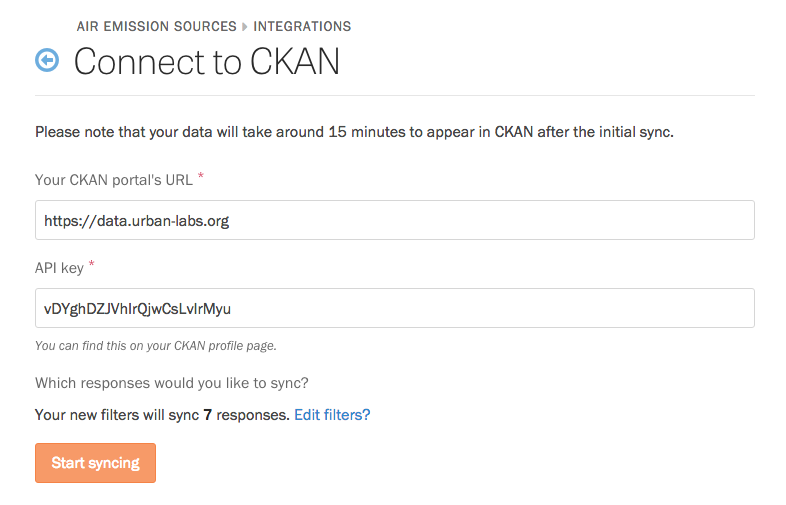 AIR EMISSION SOURCES ▸ INTEGRATIONS
Connect to CKAN
Please note that your data will take around 15 minutes to appear in CKAN after the initial sync.
Your CKAN portal's URL *
https://data.urban-labs.org
API key *
vDYghDZJVhIrQjwCsLvIrMyu
You can find this on your CKAN profile page.
Which responses would you like to sync?
Your new filters will sync 7 responses. Edit filters?
Start syncing